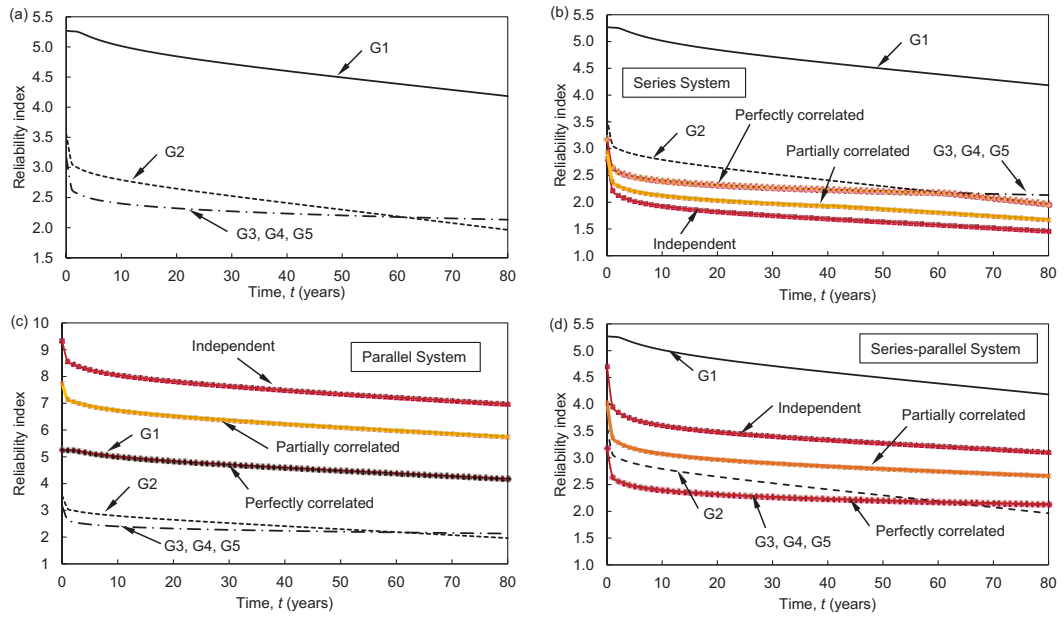 (a)
5.5
5.0
4.5
4.0
3.5
3.0
2.5
2.0
1.5
Reliability index
G1
G2
G3, G4, G5
0 10 20 30 40 50 60 70 80
Time, t (years)
(b)
5.5
5.0
4.5
4.0
3.5
3.0
2.5
2.0
1.5
1.0
Reliability index
G1
Series System
Perfectly correlated
G2
Partially correlated
G3, G4, G5
Independent
0 10 20 30 40 50 60 70 80
Time, t (years)
(c)
10
9
8
7
6
5
4
3
2
1
Reliability index
Independent
Parallel System
Partially correlated
G1
Perfectly correlated
G2
G3, G4, G5
0 10 20 30 40 50 60 70 80
Time, t (years)
(d)
5.5
5.0
4.5
4.0
3.5
3.0
2.5
2.0
1.5
1.0
Reliability index
Series-parallel System
G1
Independent
Partially correlated
G2
Perfectly correlated
G3, G4, G5
0 10 20 30 40 50 60 70 80
Time, t (years)